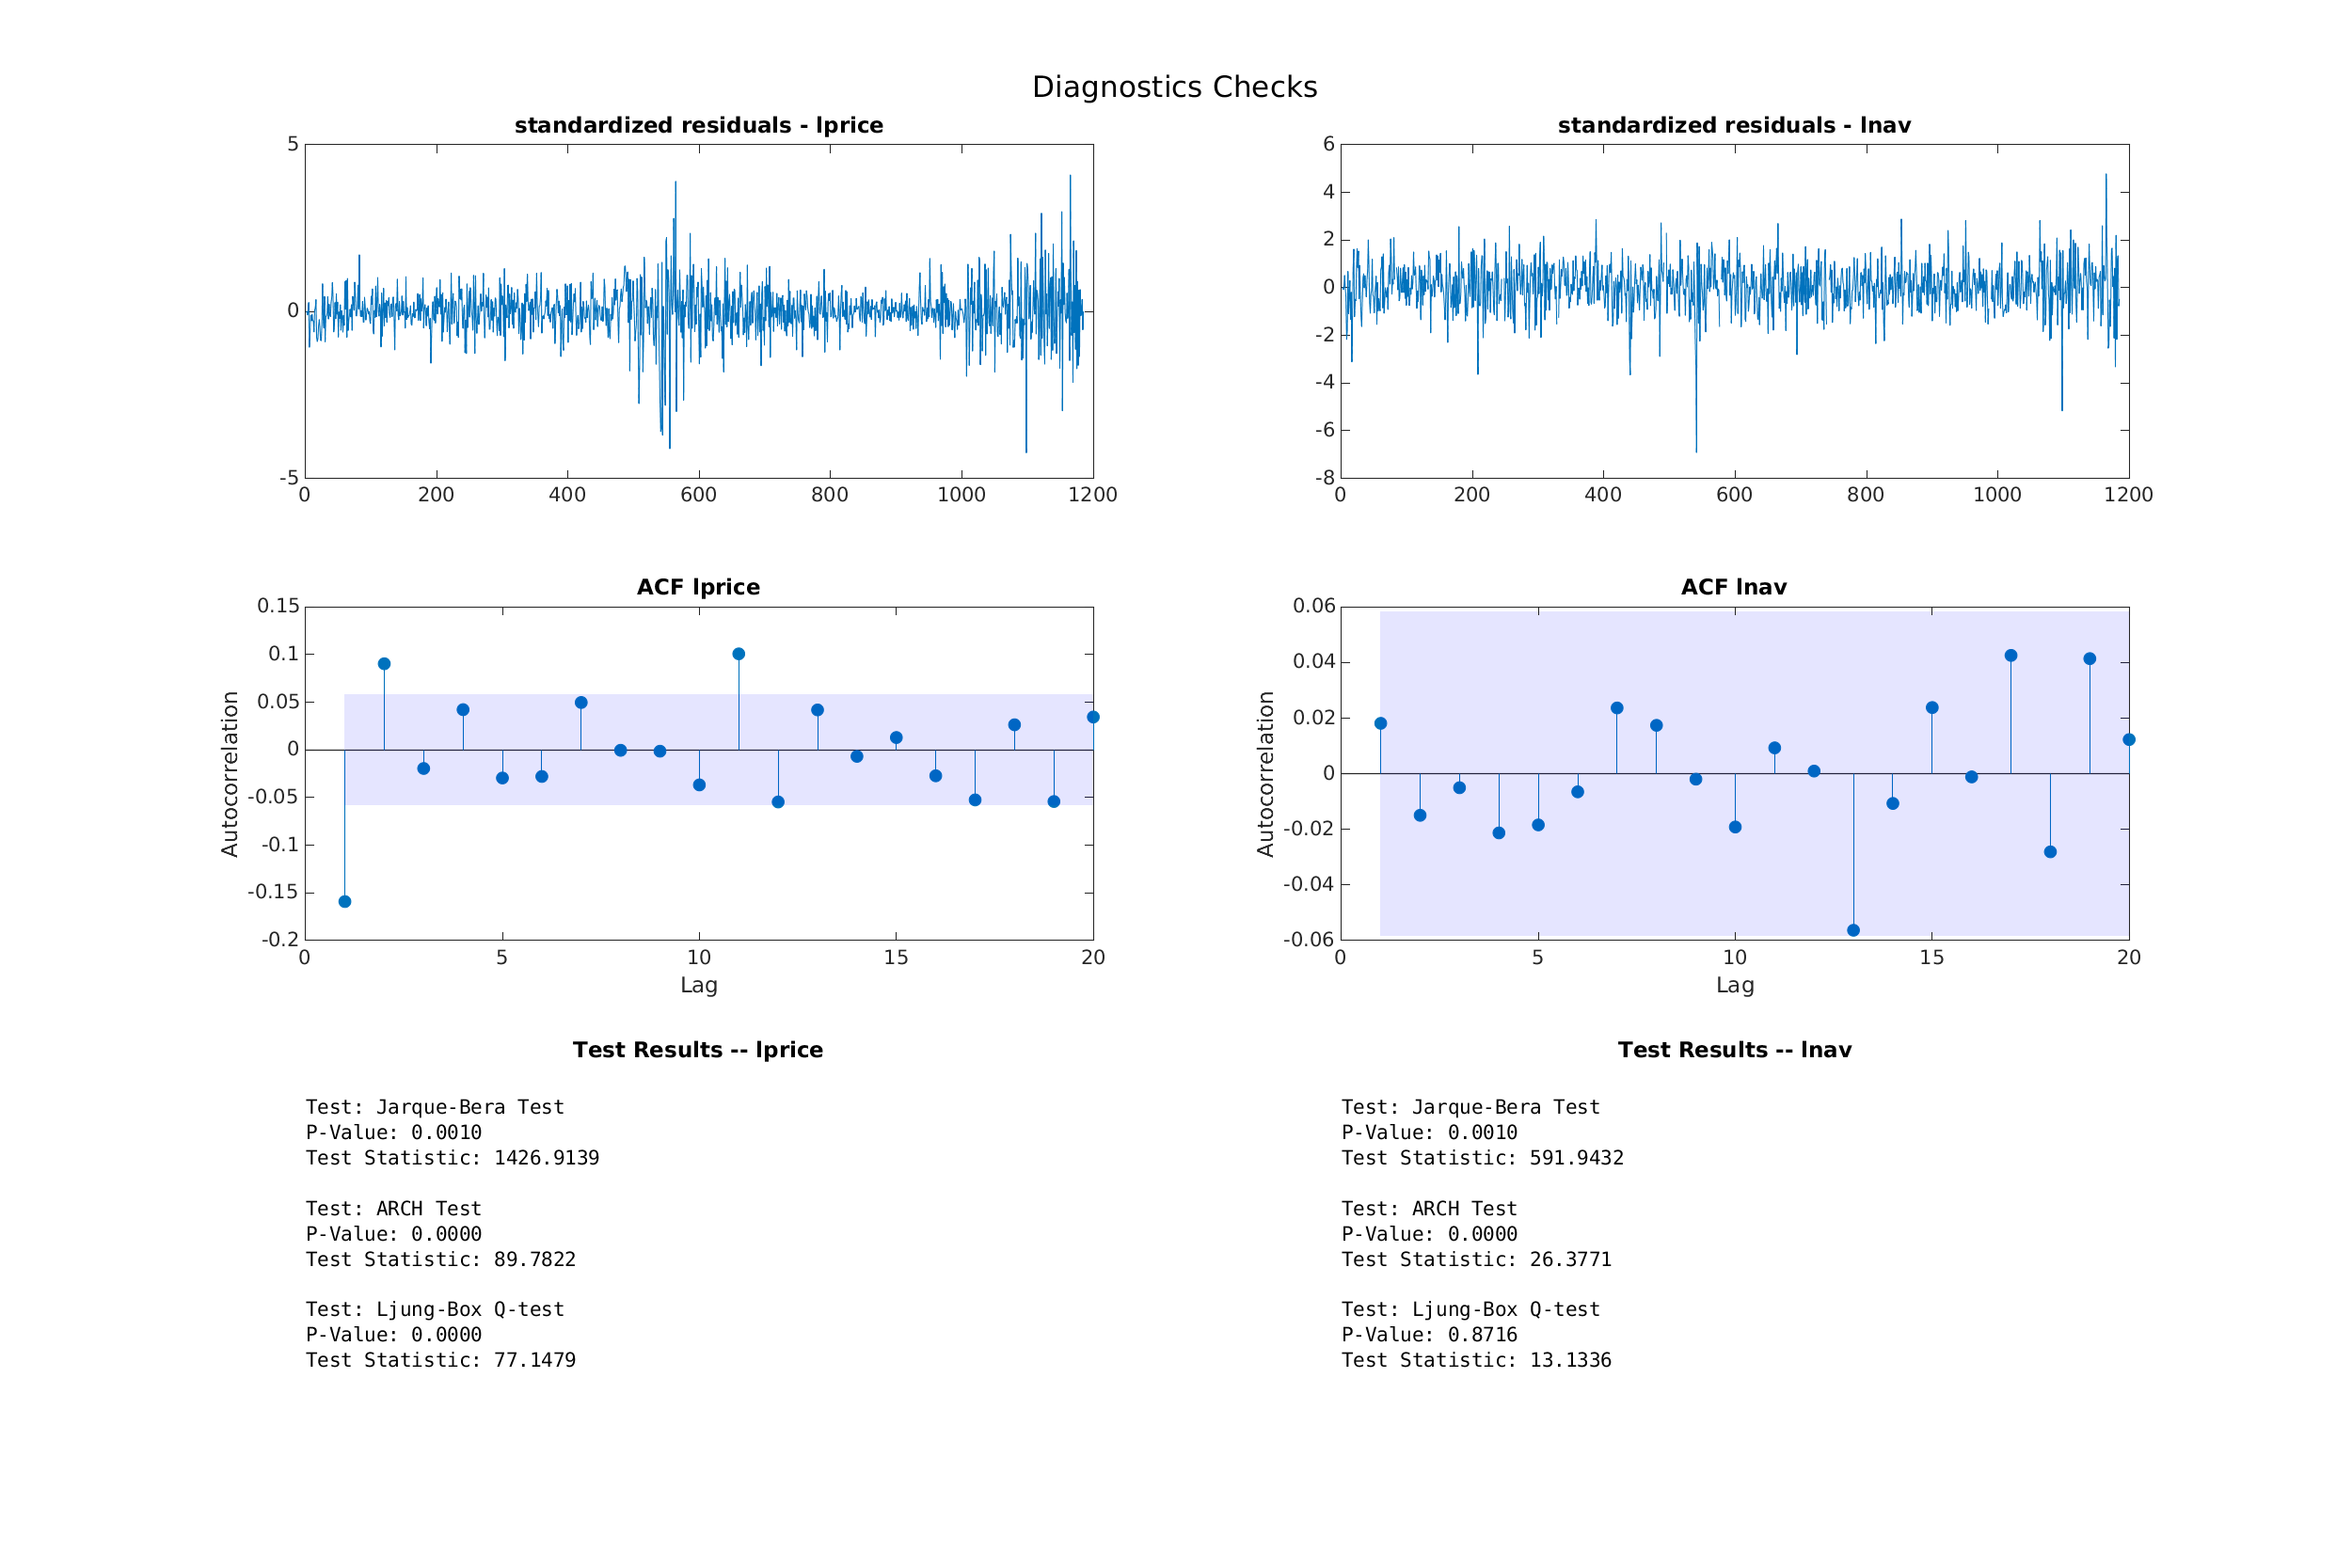 Diagnostics Checks
standardized residuals - lprice
5
0
-5
0 200 400 600 800 1000 1200
standardized residuals - lnav
6
4
2
0
-2
-4
-6
-8
0 200 400 600 800 1000 1200
ACF lprice
0.15
0.1
0.05
0
-0.05
-0.1
-0.15
-0.2
Autocorrelation
0 5 10 15 20
Lag
ACF lnav
0.06
0.04
0.02
0
-0.02
-0.04
-0.06
Autocorrelation
0 5 10 15 20
Lag
Test Results -- lprice
Test: Jarque-Bera Test
P-Value: 0.0010
Test Statistic: 1426.9139
Test: ARCH Test
P-Value: 0.0000
Test Statistic: 89.7822
Test: Ljung-Box Q-test
P-Value: 0.0000
Test Statistic: 77.1479
Test Results -- lnav
Test: Jarque-Bera Test
P-Value: 0.0010
Test Statistic: 591.9432
Test: ARCH Test
P-Value: 0.0000
Test Statistic: 26.3771
Test: Ljung-Box Q-test
P-Value: 0.8716
Test Statistic: 13.1336